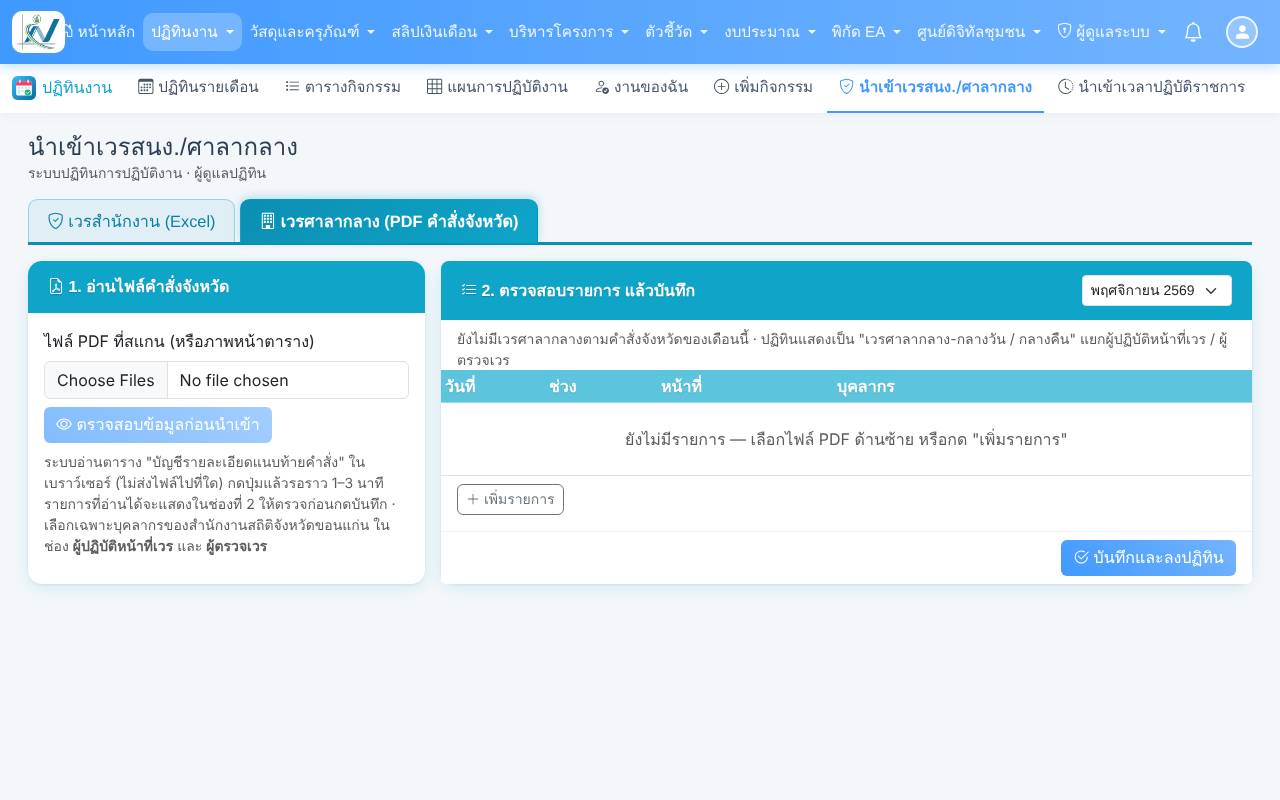 หน้าหลัก ปฏิทินงาน วัสดุและครุภัณฑ์ สลิปเงินเดือน บริหารโครงการ ตัวชี้วัด งบประมาณ พิกัด EA ศูนย์ดิจิทัลชุมชน ผู้ดูแลระบบ
ปฏิทินงาน ปฏิทินรายเดือน ตารางกิจกรรม แผนการปฏิบัติงาน งานของฉัน เพิ่มกิจกรรม นำเข้าเวรสนง./ศาลากลาง นำเข้าเวลาปฏิบัติราชการ
นำเข้าเวรสนง./ศาลากลาง
ระบบปฏิทินการปฏิบัติงาน · ผู้ดูแลปฏิทิน
เวรสำนักงาน (Excel) เวรศาลากลาง (PDF คำสั่งจังหวัด)
1. อ่านไฟล์คำสั่งจังหวัด
ไฟล์ PDF ที่สแกน (หรือภาพหน้าตาราง)
Choose Files No file chosen
ตรวจสอบข้อมูลก่อนนำเข้า
ระบบอ่านตาราง "บัญชีรายละเอียดแนบท้ายคำสั่ง" ใน
เบราว์เซอร์ (ไม่ส่งไฟล์ไปที่ใด) กดปุ่มแล้วรอราว 1–3 นาที
รายการที่อ่านได้จะแสดงในช่องที่ 2 ให้ตรวจก่อนกดบันทึก ·
เลือกเฉพาะบุคลากรของสำนักงานสถิติจังหวัดขอนแก่น ใน
ช่อง ผู้ปฏิบัติหน้าที่เวร และ ผู้ตรวจเวร
2. ตรวจสอบรายการ แล้วบันทึก พฤศจิกายน 2569
ยังไม่มีเวรศาลากลางตามคำสั่งจังหวัดของเดือนนี้ · ปฏิทินแสดงเป็น "เวรศาลากลาง-กลางวัน / กลางคืน" แยกผู้ปฏิบัติหน้าที่เวร / ผู้
ตรวจเวร
วันที่ ช่วง หน้าที่ บุคลากร
ยังไม่มีรายการ — เลือกไฟล์ PDF ด้านซ้าย หรือกด "เพิ่มรายการ"
เพิ่มรายการ
บันทึกและลงปฏิทิน